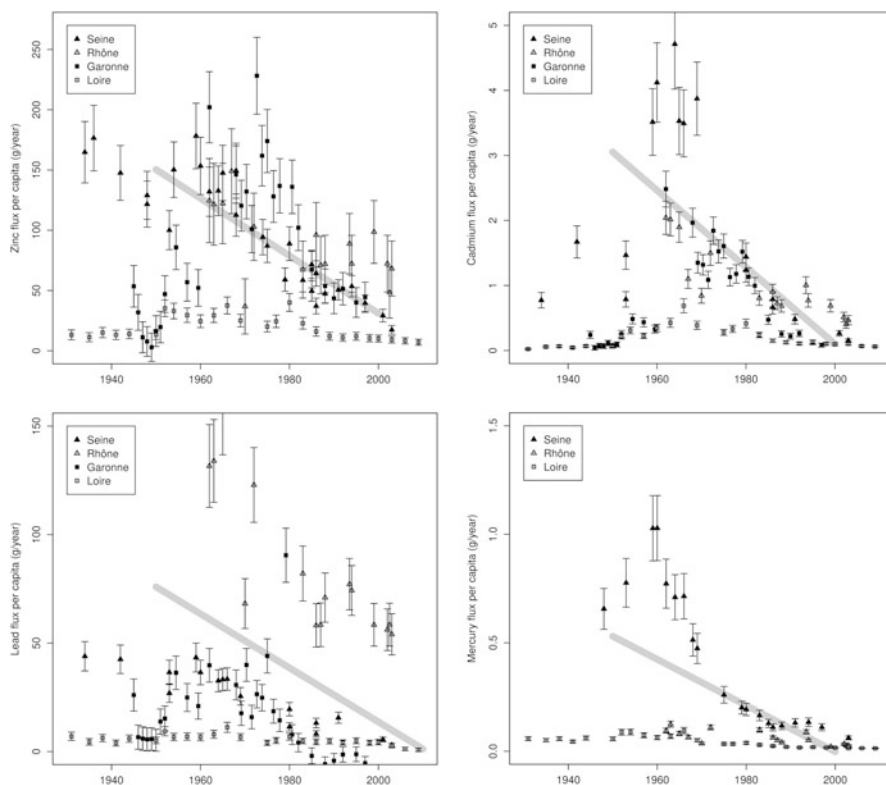 Zinc flux per capita (g/year)
250
200
150
100
50
0
Seine
Rhône
Garonne
Loire
1940 1960 1980 2000
Cadmium flux per capita (g/year)
5
4
3
2
1
0
Seine
Rhône
Garonne
Loire
1940 1960 1980 2000
Lead flux per capita (g/year)
150
100
50
0
Seine
Rhône
Garonne
Loire
1940 1960 1980 2000
Mercury flux per capita (g/year)
1.5
1.0
0.5
0.0
Seine
Rhône
Loire
1940 1960 1980 2000